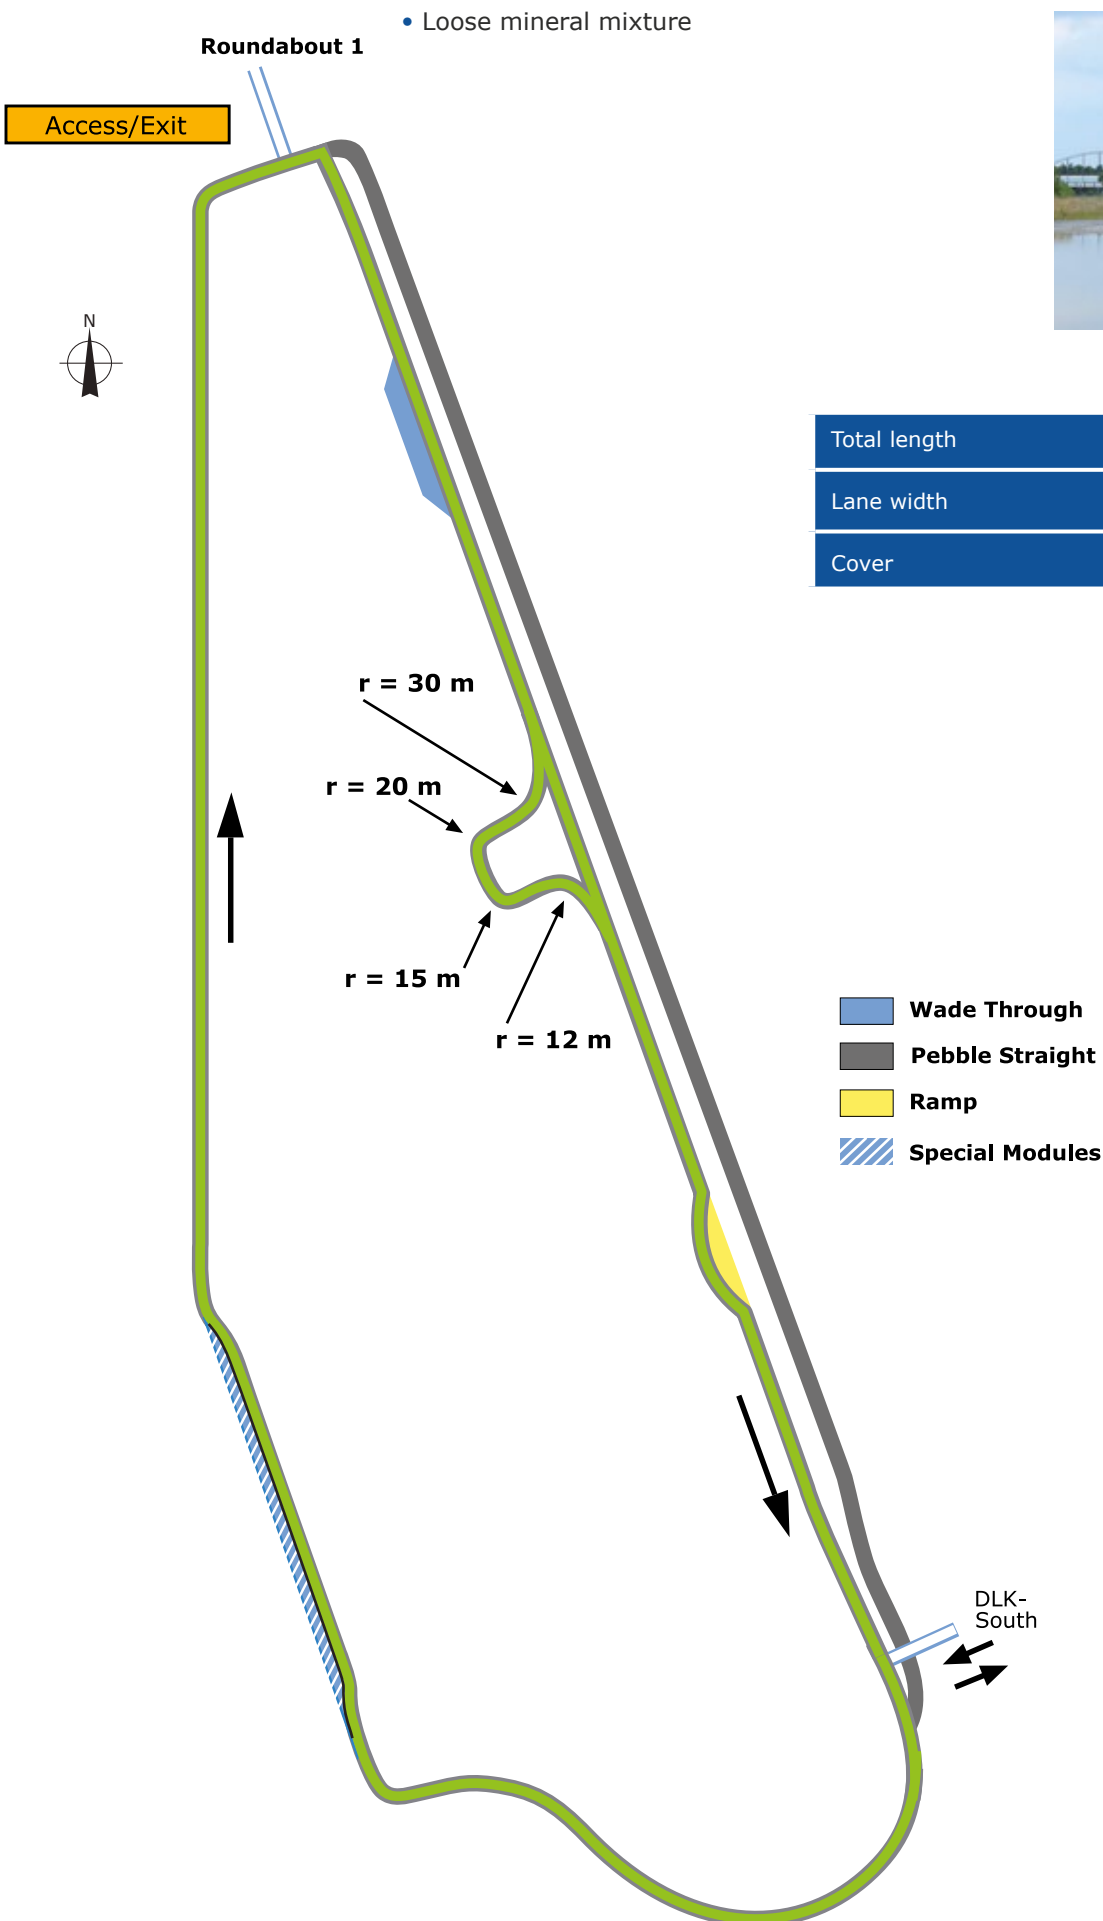 • Loose mineral mixture
Roundabout 1
Access/Exit
N
Total length
Lane width
Cover
r = 30 m
r = 20 m
r = 15 m
r = 12 m
Wade Through
Pebble Straight
Ramp
Special Modules
DLK-
South